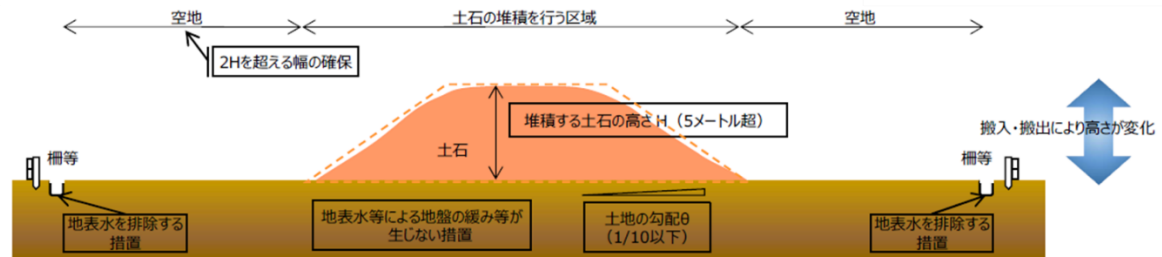 空地
土石の堆積を行う区域
空地
2Hを超える幅の確保
堆積する土石の高さH（5メートル超）
搬入・搬出により高さが変化
土石
柵等
柵等
地表水を排除する
措置
地表水等による地盤の緩み等が
生じない措置
土地の勾配θ
（1/10以下）
地表水を排除する
措置